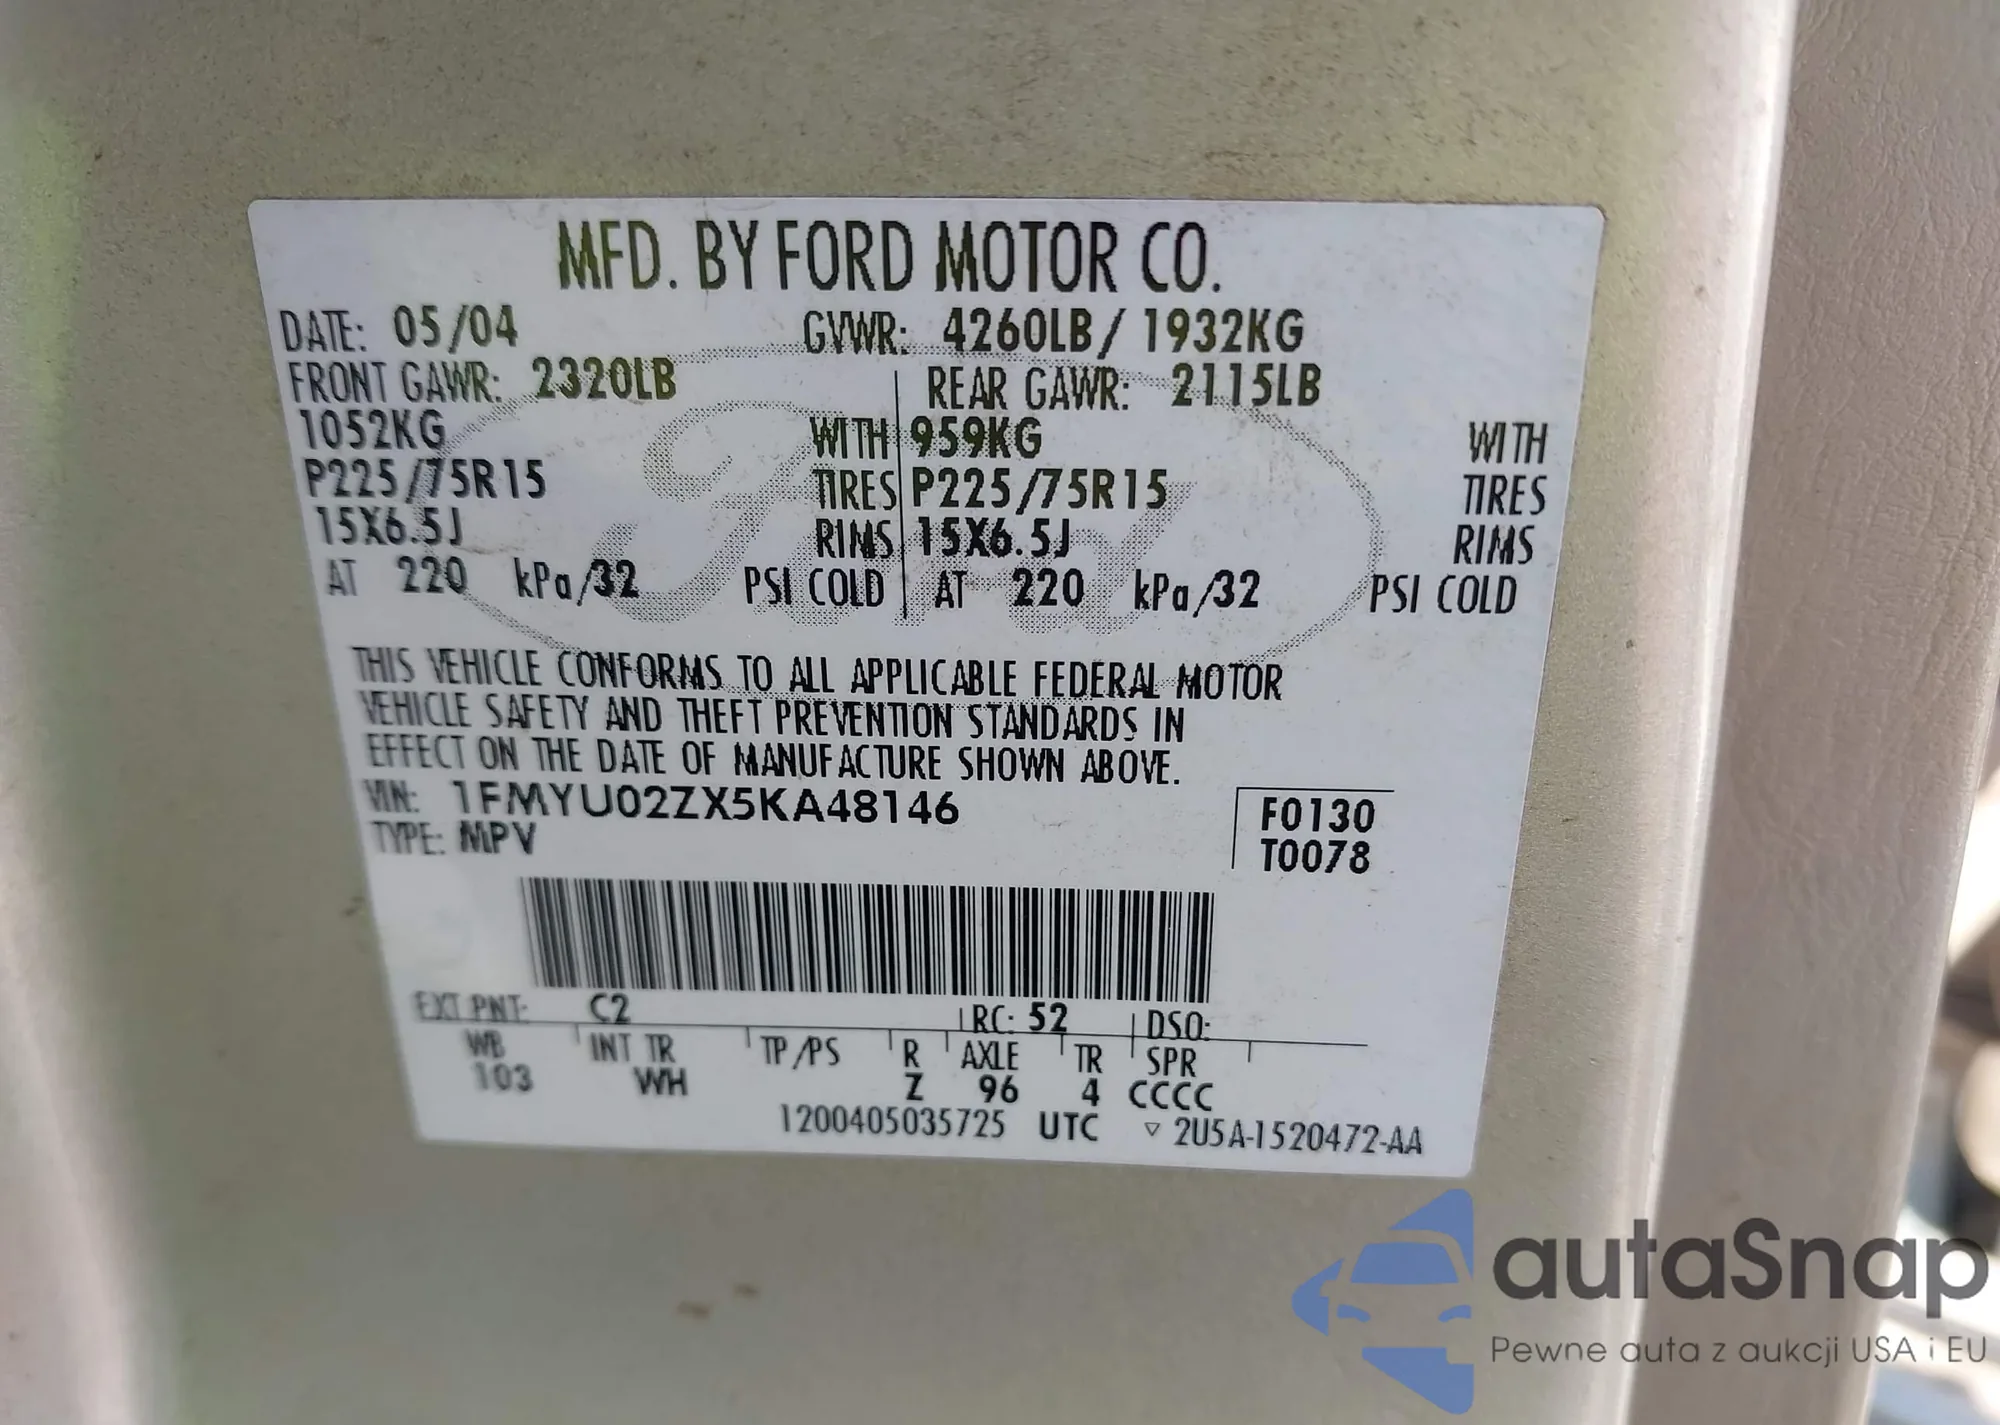 MFD. BY FORD MOTOR CO.
DATE: 05/04 GVWR: 4260LB/ 1932KG
FRONT GAWR: 2320LB REAR GAWR: 2115LB
1052KG WITH 959KG WITH
P225/75R15 TIRES P225/75R15 TIRES
15X6.5J RIMS 15X6.5J RIMS
AT 220 kPa/32 PSI COLD AT 220 kPa/32 PSI COLD
THIS VEHICLE CONFORMS TO ALL APPLICABLE FEDERAL MOTOR
VEHICLE SAFETY AND THEFT PREVENTION STANDARDS IN
EFFECT ON THE DATE OF MANUFACTURE SHOWN ABOVE.
VIN: 1FMYU02ZX5KA48146 F0130
TYPE: MPV T0078
EXT PNT: C2 RC: 52 DSO:
WB INT TR TP/PS R AXLE TR SPR
103 WH Z 96 4 CCCC
1200405035725 UTC ▽ 2U5A-1520472-AA
Ford
autaSnap
Pewne auta z aukcji USA i EU